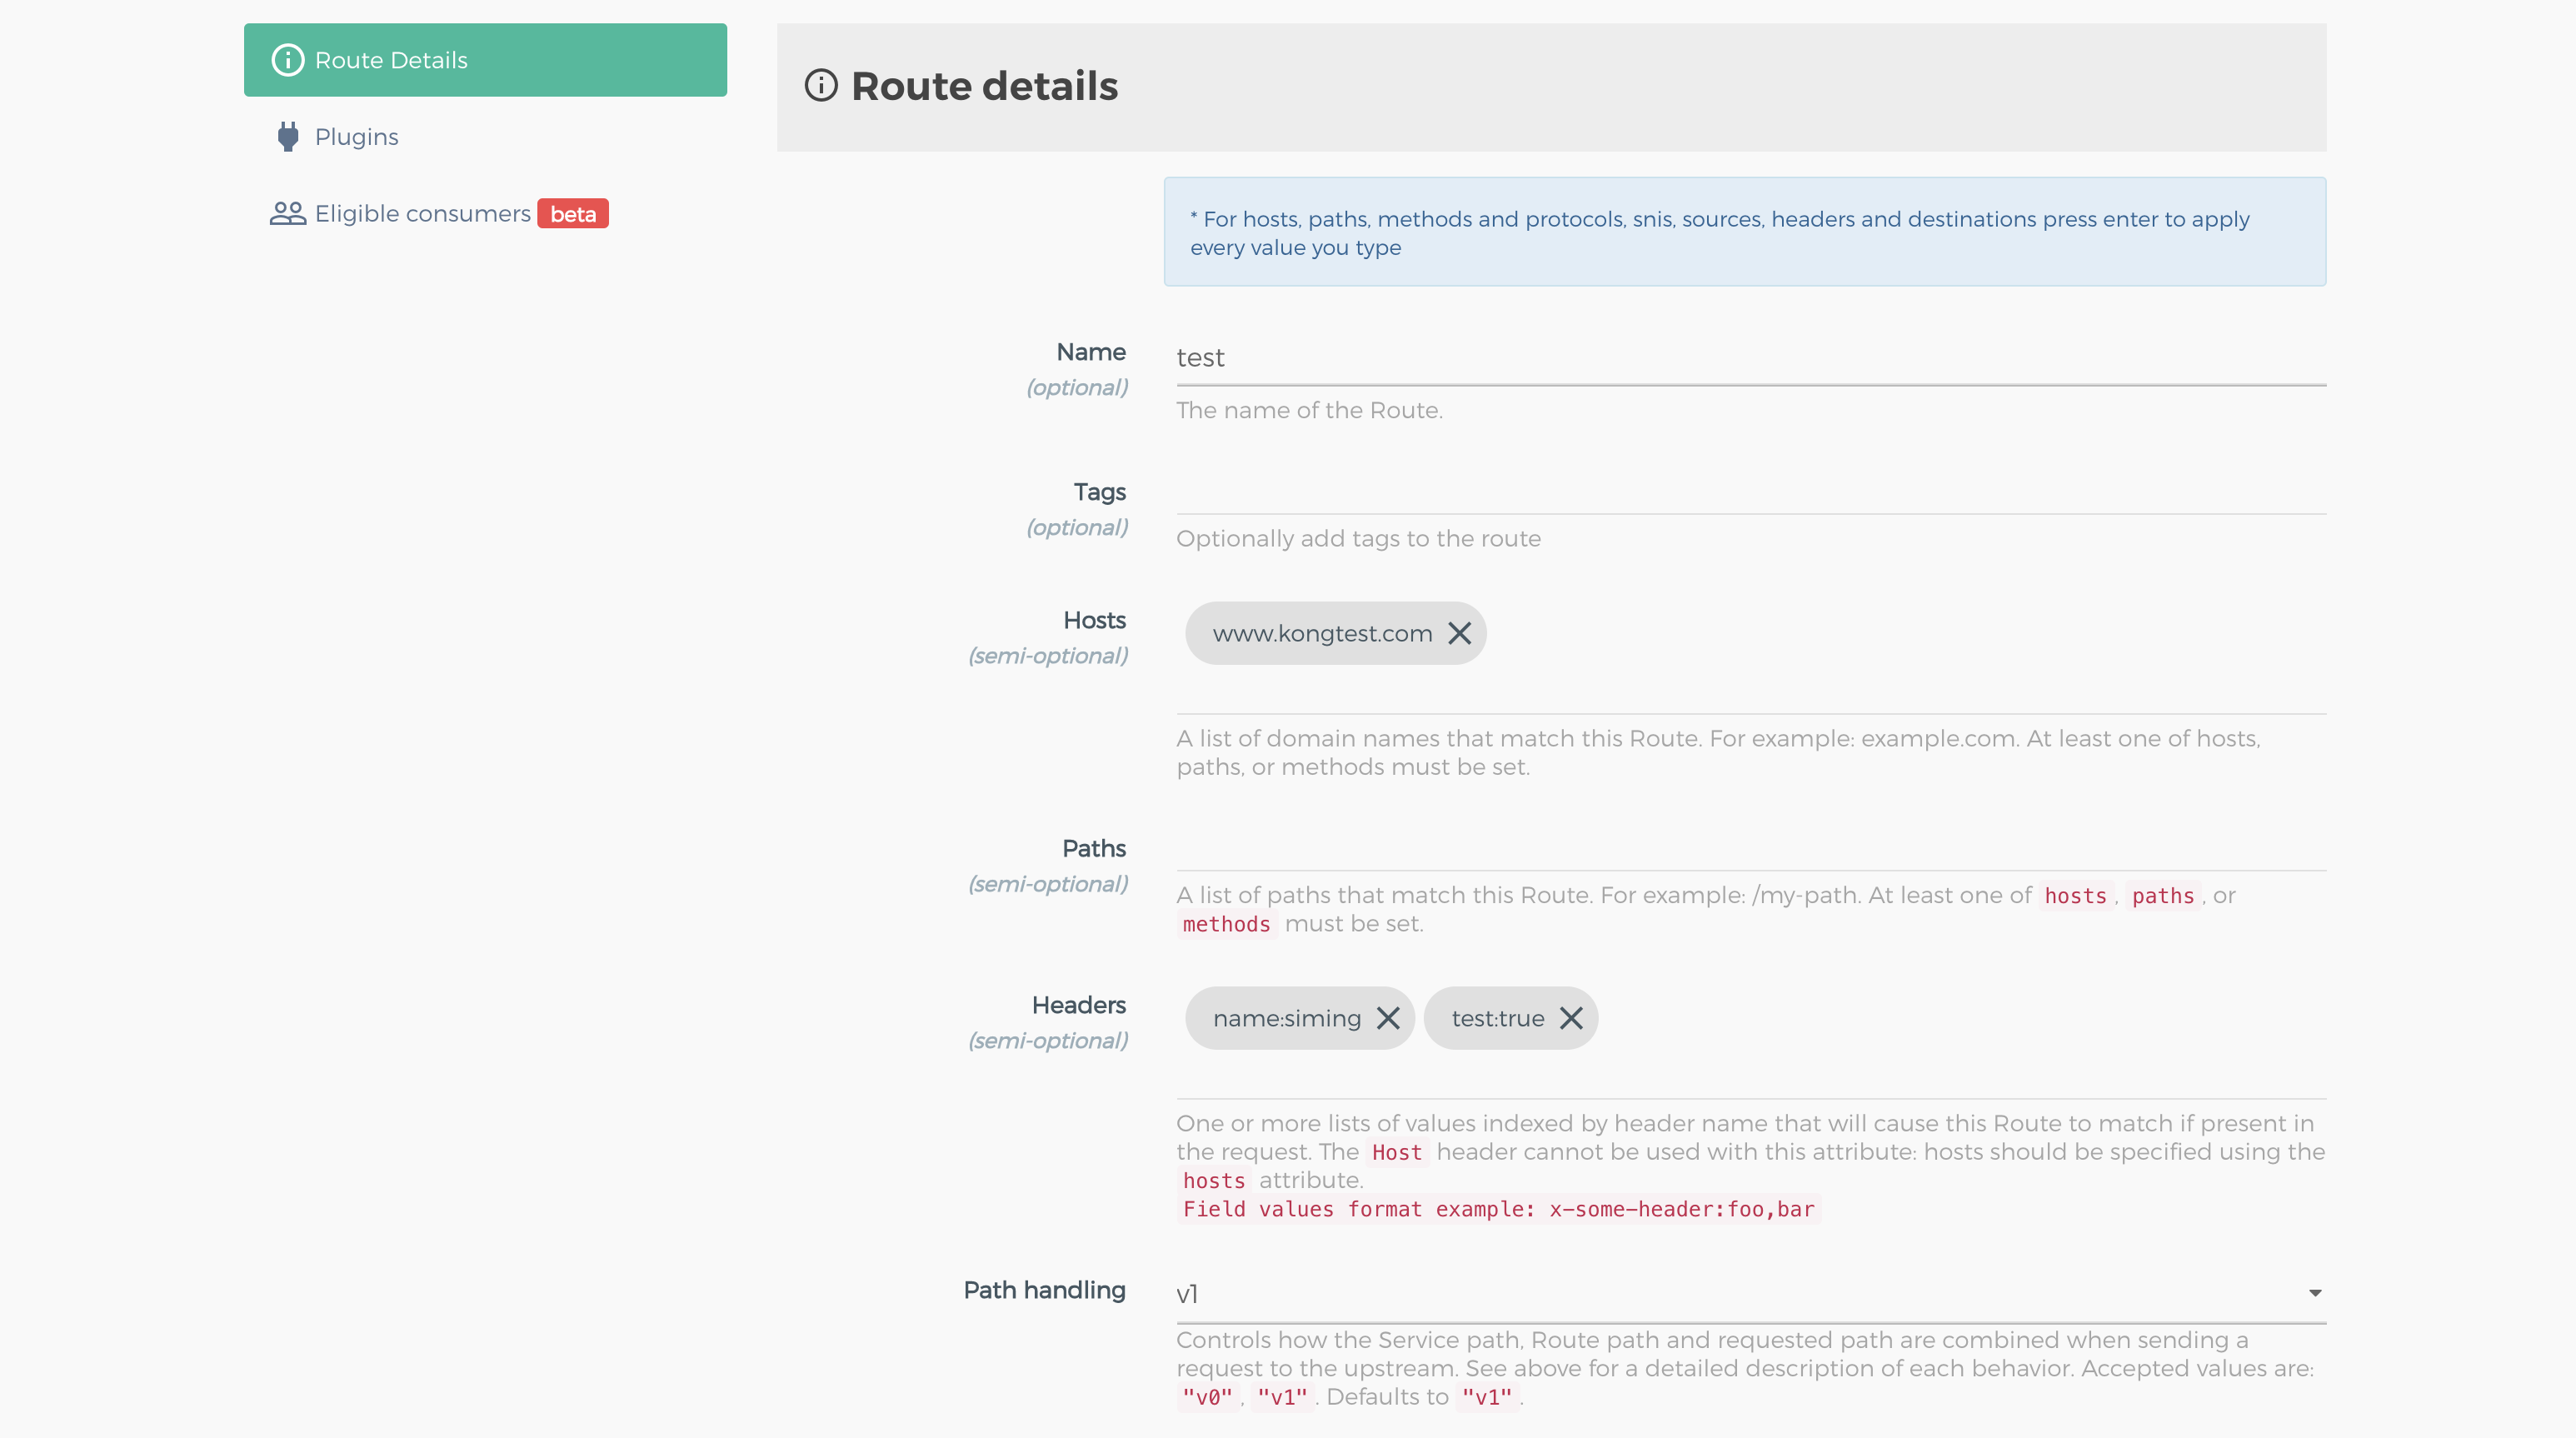 Route Details
Plugins
Eligible consumers beta
Route details
* For hosts, paths, methods and protocols, snis, sources, headers and destinations press enter to apply
every value you type
Name
(optional)
test
The name of the Route.
Tags
(optional)
Optionally add tags to the route
Hosts
(semi-optional)
www.kongtest.com
A list of domain names that match this Route. For example: example.com. At least one of hosts,
paths, or methods must be set.
Paths
(semi-optional)
A list of paths that match this Route. For example: /my-path. At least one of hosts, paths, or
methods must be set.
Headers
(semi-optional)
name:siming test:true
One or more lists of values indexed by header name that will cause this Route to match if present in
the request. The Host header cannot be used with this attribute: hosts should be specified using the
hosts attribute.
Field values format example: x-some-header:foo,bar
Path handling
v1
Controls how the Service path, Route path and requested path are combined when sending a
request to the upstream. See above for a detailed description of each behavior. Accepted values are:
"v0", "v1". Defaults to "v1".